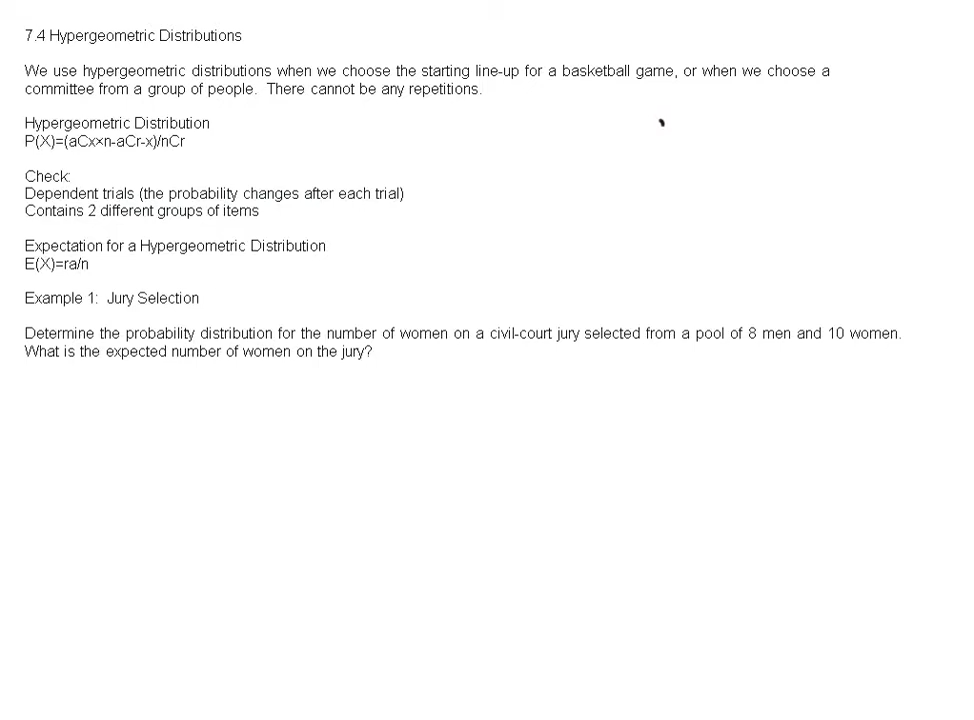 7.4 Hypergeometric Distributions
We use hypergeometric distributions when we choose the starting line-up for a basketball game, or when we choose a
committee from a group of people. There cannot be any repetitions.
Hypergeometric Distribution
P(X)=(aCx×n-aCr-x)/nCr
Check:
Dependent trials (the probability changes after each trial)
Contains 2 different groups of items
Expectation for a Hypergeometric Distribution
E(X)=ra/n
Example 1: Jury Selection
Determine the probability distribution for the number of women on a civil-court jury selected from a pool of 8 men and 10 women.
What is the expected number of women on the jury?